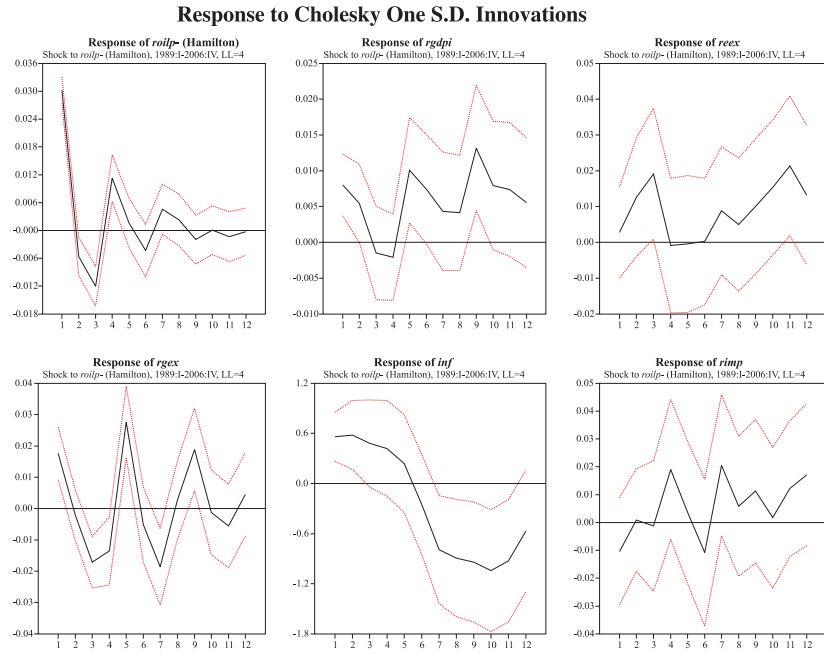 Response to Cholesky One S.D. Innovations
Response of roilp- (Hamilton)
Shock to roilp- (Hamilton), 1989:I-2006:IV, LL=4
0.036
0.030
0.024
0.018
0.012
0.006
-0.000
-0.006
-0.012
-0.018
1 2 3 4 5 6 7 8 9 10 11 12
Response of rgdpi
Shock to roilp- (Hamilton), 1989:I-2006:IV, LL=4
0.025
0.020
0.015
0.010
0.005
0.000
-0.005
-0.010
1 2 3 4 5 6 7 8 9 10 11 12
Response of reex
Shock to roilp- (Hamilton), 1989:I-2006:IV, LL=4
0.05
0.04
0.03
0.02
0.01
0.00
-0.01
-0.02
1 2 3 4 5 6 7 8 9 10 11 12
Response of rgex
Shock to roilp- (Hamilton), 1989:I-2006:IV, LL=4
0.04
0.03
0.02
0.01
0.00
-0.01
-0.02
-0.03
-0.04
1 2 3 4 5 6 7 8 9 10 11 12
Response of inf
Shock to roilp- (Hamilton), 1989:I-2006:IV, LL=4
1.2
0.6
0.0
-0.6
-1.2
-1.8
1 2 3 4 5 6 7 8 9 10 11 12
Response of rimp
Shock to roilp- (Hamilton), 1989:I-2006:IV, LL=4
0.05
0.04
0.03
0.02
0.01
0.00
-0.01
-0.02
-0.03
-0.04
1 2 3 4 5 6 7 8 9 10 11 12